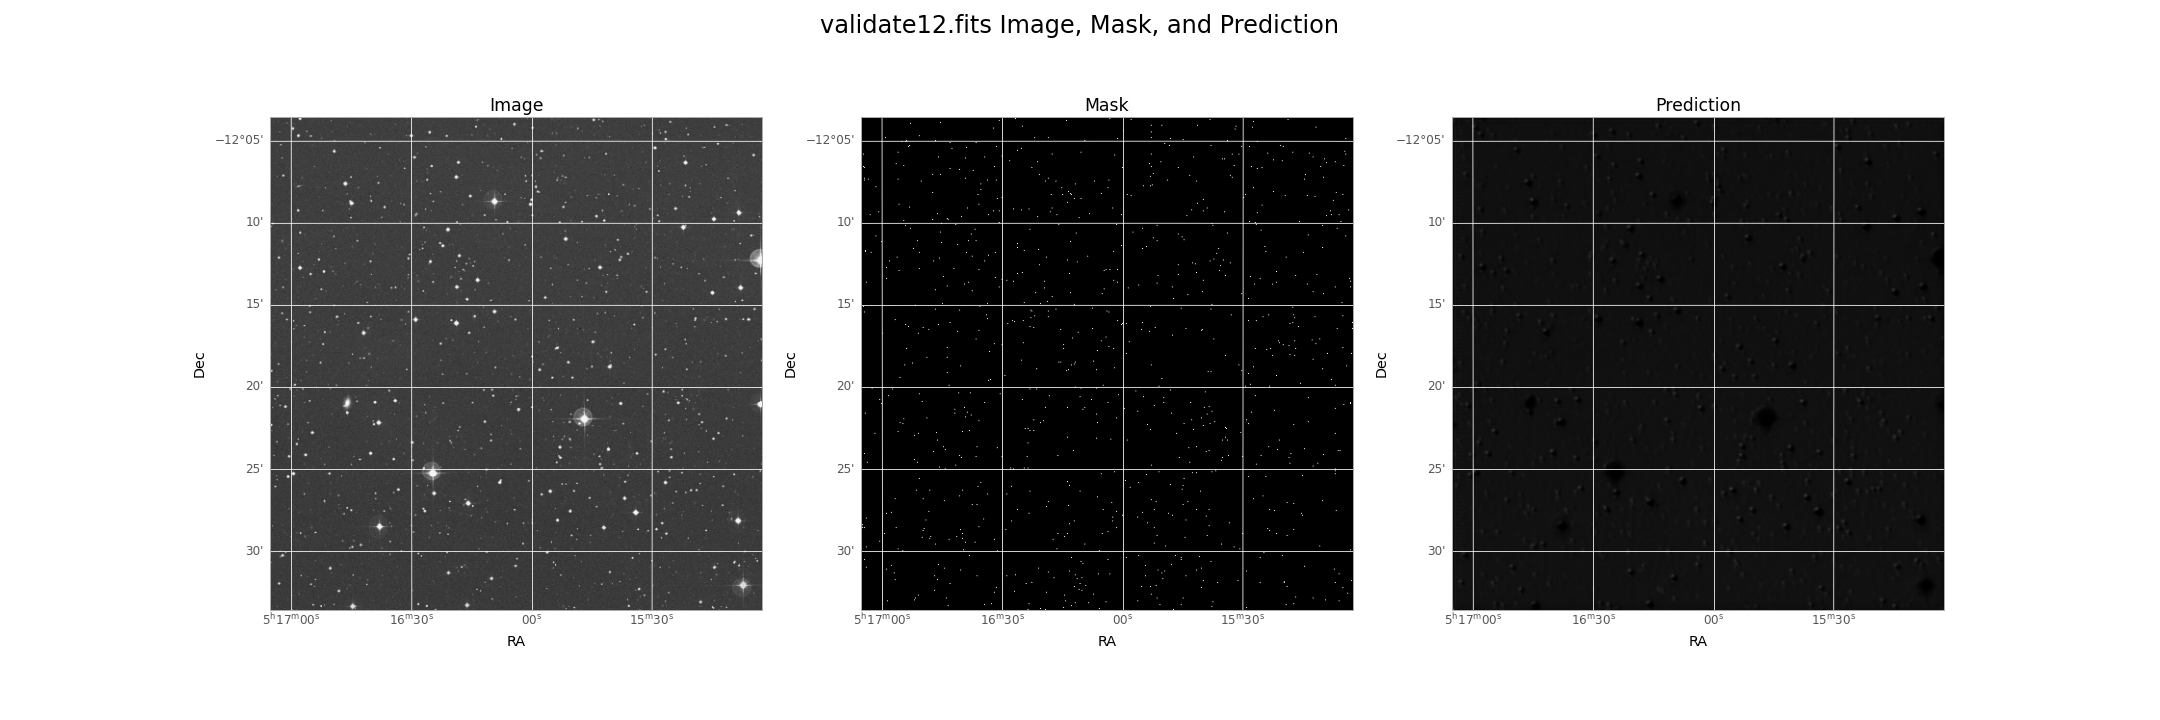 validate12.fits Image, Mask, and Prediction
Image
Mask
Prediction
−12°05'
10'
15'
20'
25'
30'
Dec
5ʰ17ᵐ00ˢ 16ᵐ30ˢ 00ˢ 15ᵐ30ˢ
RA
−12°05'
10'
15'
20'
25'
30'
Dec
5ʰ17ᵐ00ˢ 16ᵐ30ˢ 00ˢ 15ᵐ30ˢ
RA
−12°05'
10'
15'
20'
25'
30'
Dec
5ʰ17ᵐ00ˢ 16ᵐ30ˢ 00ˢ 15ᵐ30ˢ
RA